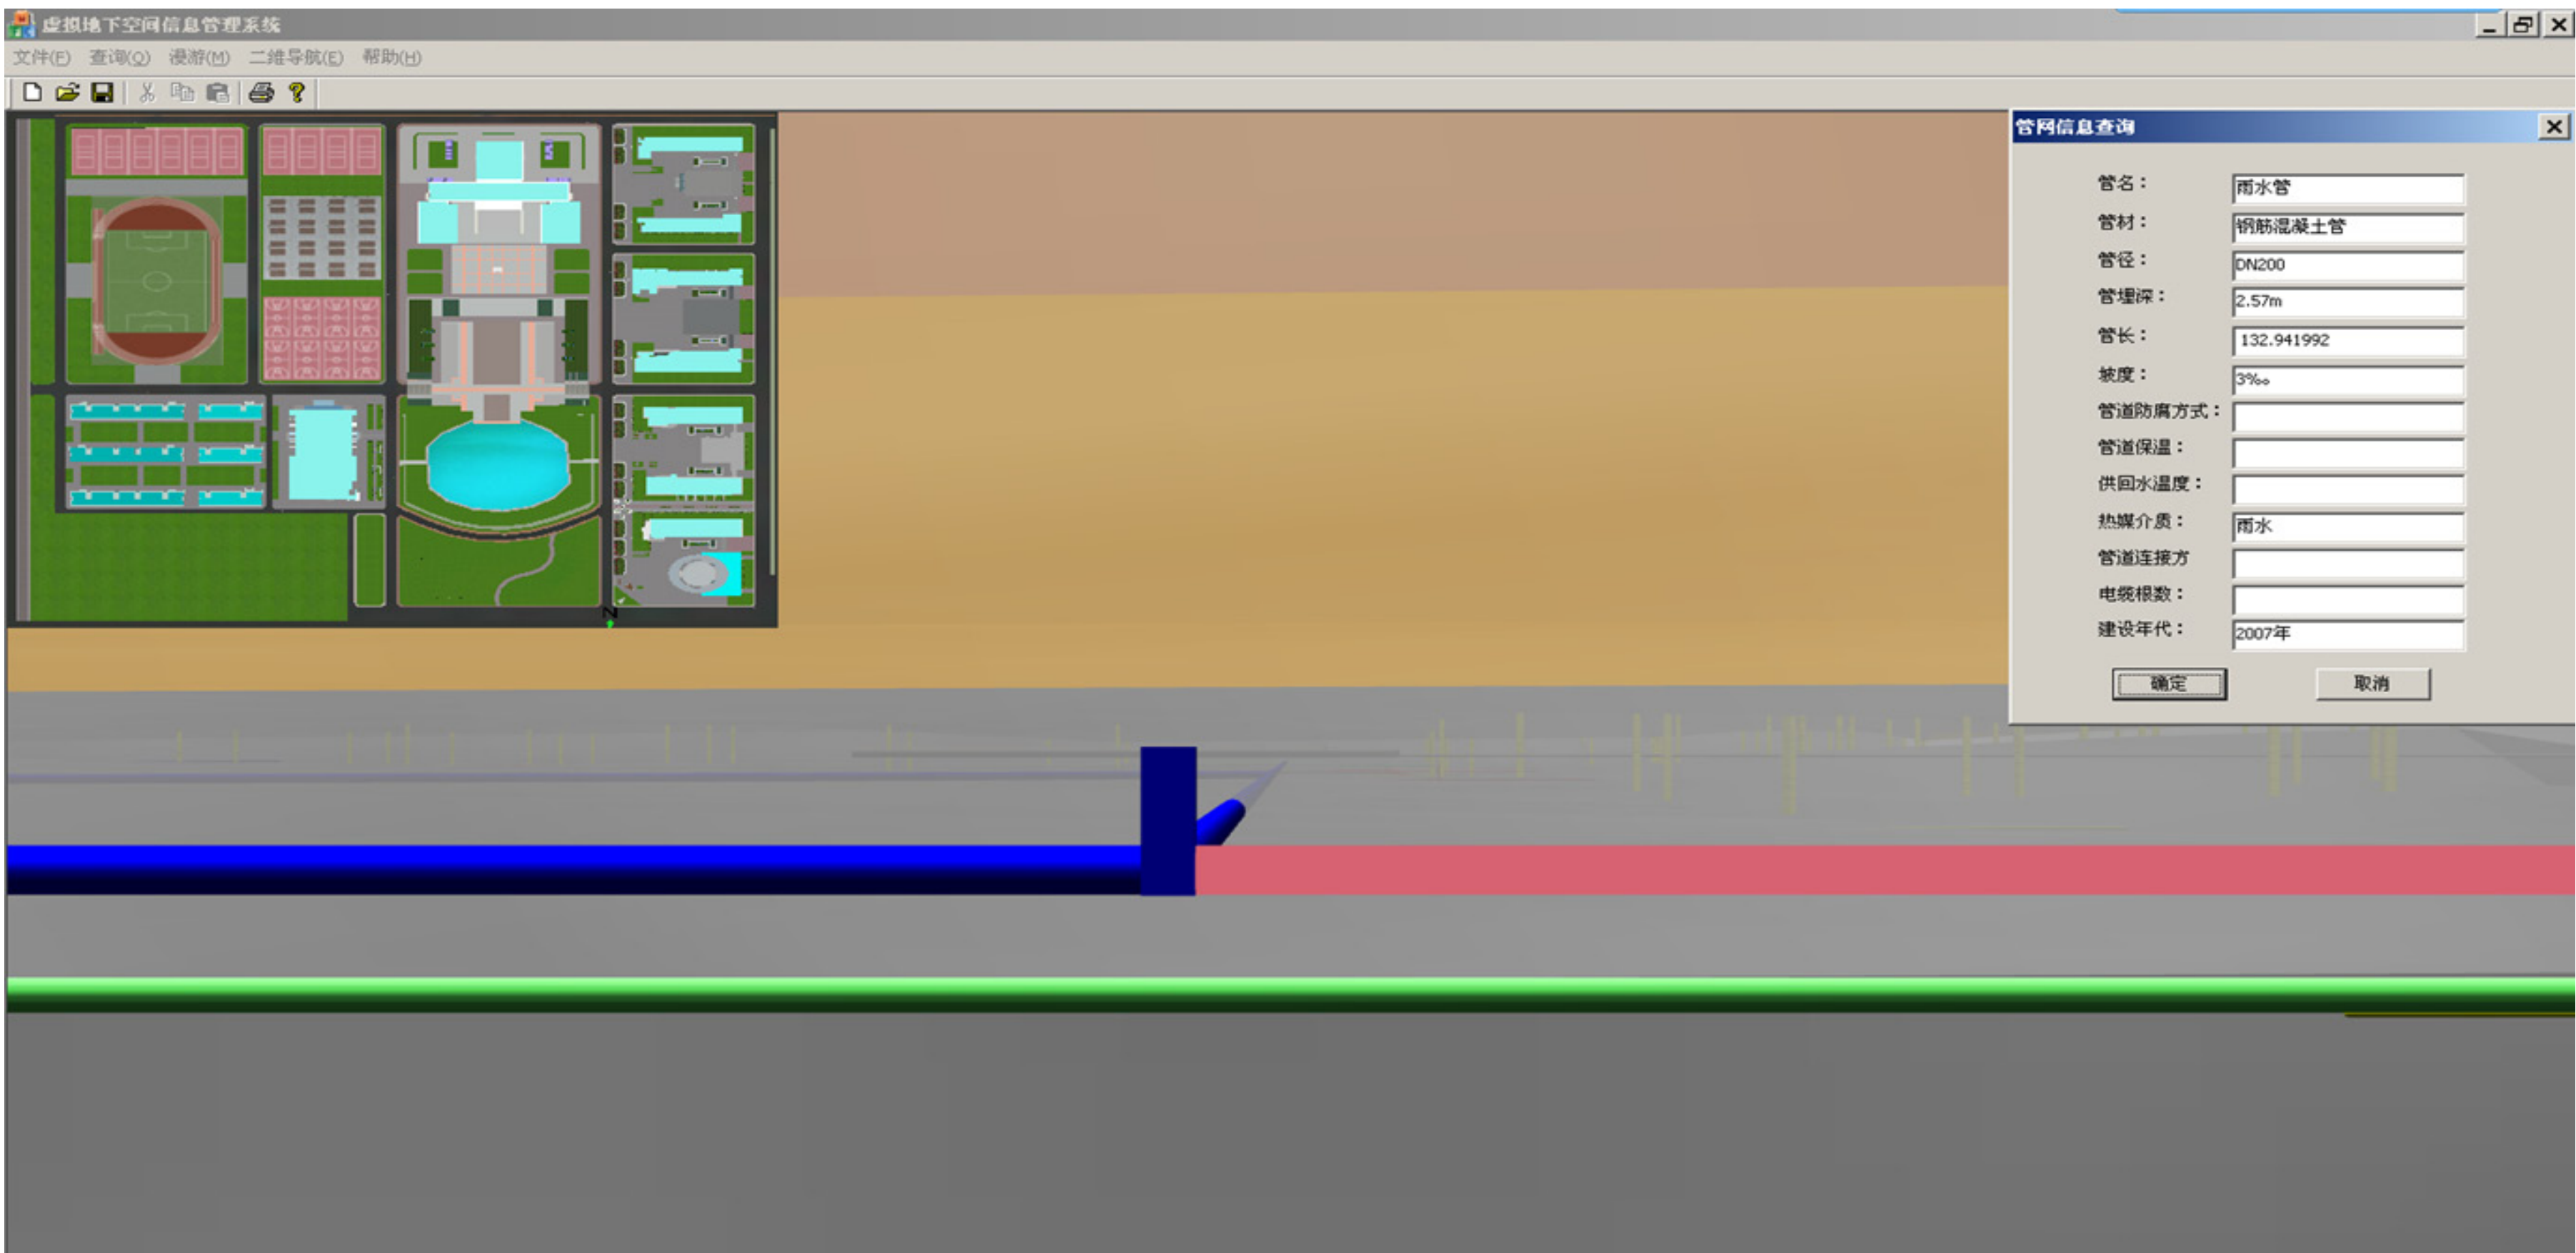 虚拟地下空间信息管理系统
文件(F) 查询(Q) 漫游(M) 二维导航(E) 帮助(H)
管网信息查询
管名： 雨水管
管材： 钢筋混凝土管
管径： DN200
管埋深： 2.57m
管长： 132.941992
坡度： 3‰
管道防腐方式：
管道保温：
供回水温度：
热媒介质： 雨水
管道连接方
电缆根数：
建设年代： 2007年
确定 取消
Z